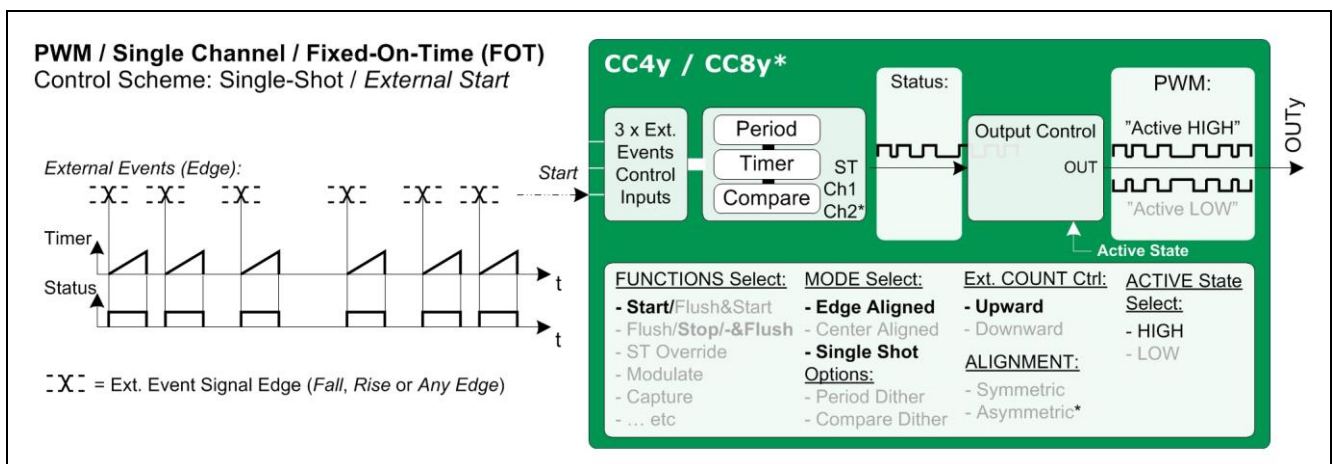 PWM / Single Channel / Fixed-On-Time (FOT)
Control Scheme: Single-Shot / External Start
External Events (Edge):
Timer
t
Status
t
= Ext. Event Signal Edge (Fall, Rise or Any Edge)
Start
CC4y / CC8y*
3 x Ext.
Events
Control
Inputs
Period
Timer
Compare
ST
Ch1
Ch2*
Status:
Output Control
OUT
Active State
PWM:
"Active HIGH"
"Active LOW"
OUTy
FUNCTIONS Select:
- Start/Flush&Start
- Flush/Stop/-&Flush
- ST Override
- Modulate
- Capture
- ... etc
MODE Select:
- Edge Aligned
- Center Aligned
- Single Shot
Options:
- Period Dither
- Compare Dither
Ext. COUNT Ctrl:
- Upward
- Downward
ALIGNMENT:
- Symmetric
- Asymmetric*
ACTIVE State
Select:
- HIGH
- LOW